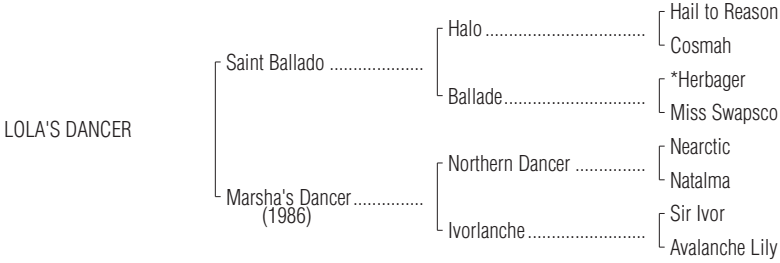 Hail to Reason
Halo ................................
Cosmah
Saint Ballado ...................
*Herbager
Ballade............................
Miss Swapsco
LOLA'S DANCER
Nearctic
Northern Dancer ..............
Natalma
Marsha's Dancer..............
(1986)
Sir Ivor
Ivorlanche.......................
Avalanche Lily